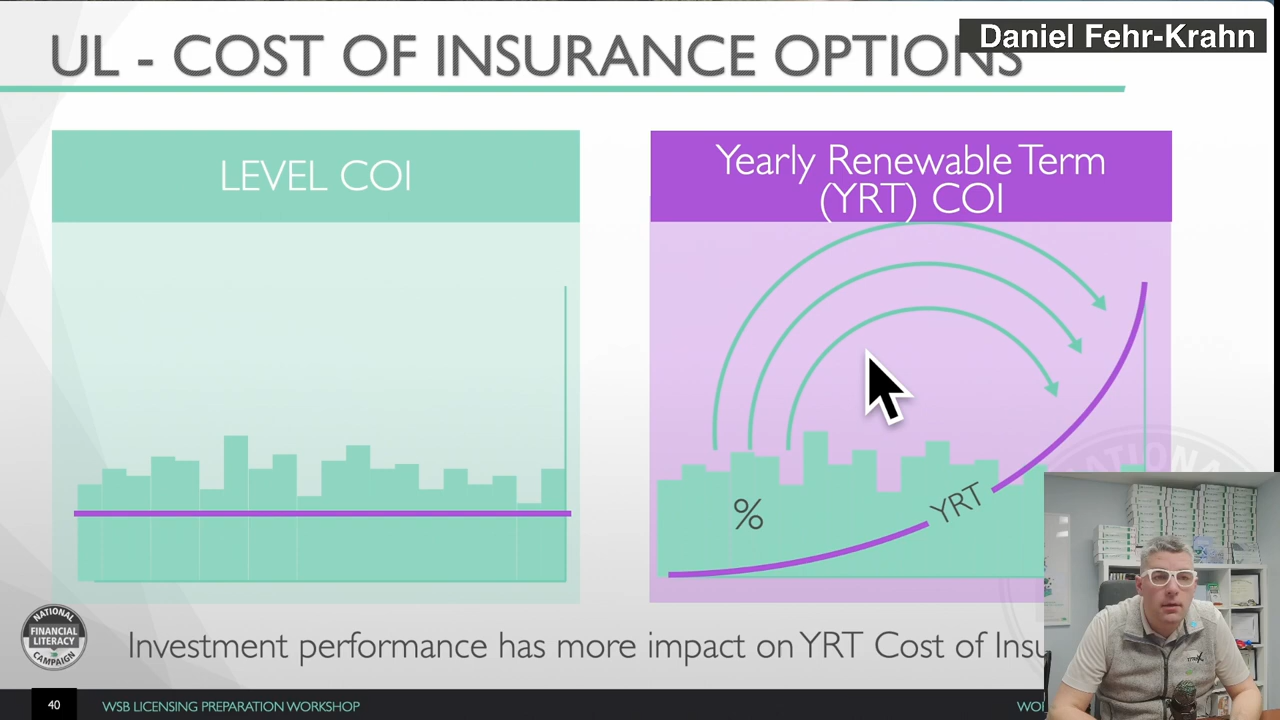 UL - COST OF INSURANCE OPTIONS
Daniel Fehr-Krahn
LEVEL COI
Yearly Renewable Term
(YRT) COI
%
YRT
NATIONAL
FINANCIAL
LITERACY
CAMPAIGN
Investment performance has more impact on YRT Cost of Insu
40
WSB LICENSING PREPARATION WORKSHOP